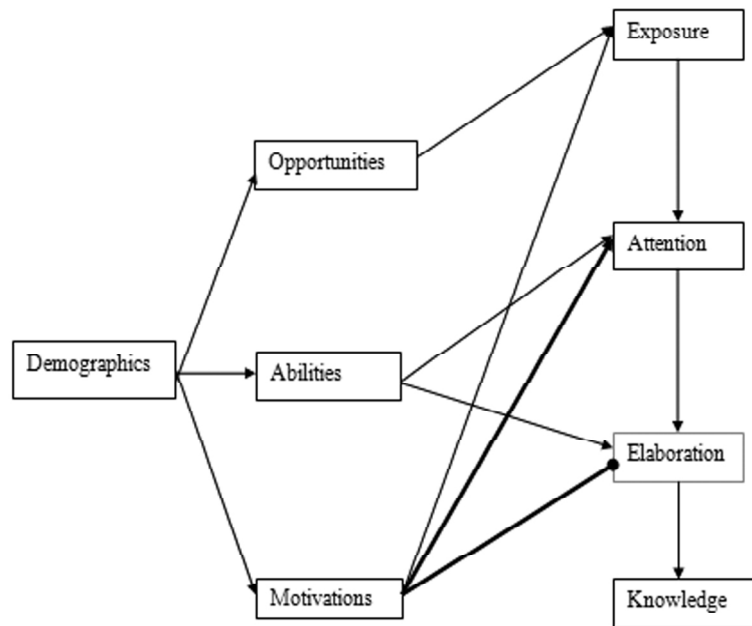 Exposure
Opportunities
Attention
Demographics
Abilities
Elaboration
Motivations
Knowledge